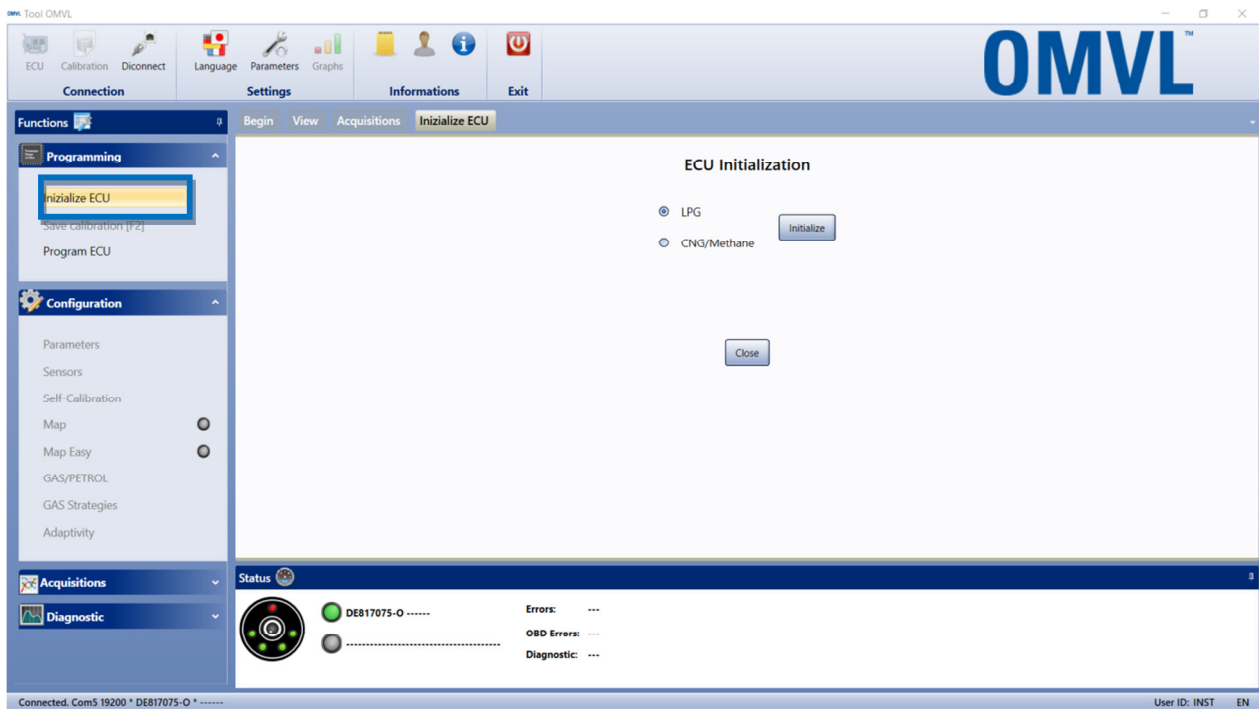 OMVL Tool OMVL
ECU Calibration Diconnect Language Parameters Graphs
Connection Settings Informations Exit
OMVL™
Functions
Begin View Acquisitions Inizialize ECU
Programming
Inizialize ECU
Save calibration [F2]
Program ECU
ECU Initialization
LPG
CNG/Methane
Initialize
Close
Configuration
Parameters
Sensors
Self-Calibration
Map
Map Easy
GAS/PETROL
GAS Strategies
Adaptivity
Acquisitions
Diagnostic
Status
DE817075-O ------
---------------------------------------
Errors: ---
OBD Errors: ---
Diagnostic: ---
Connected. Com5 19200 * DE817075-O * ------
User ID: INST EN